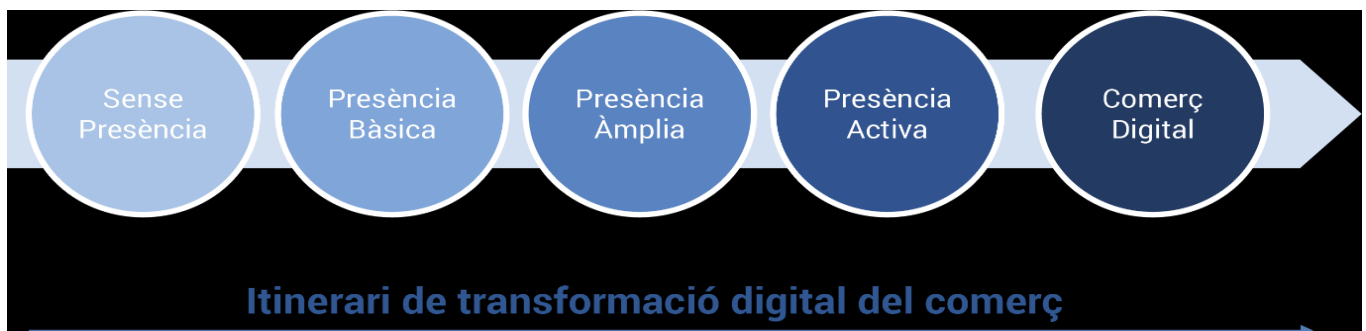 Sense
Presència
Presència
Bàsica
Presència
Àmplia
Presència
Activa
Comerç
Digital
Itinerari de transformació digital del comerç